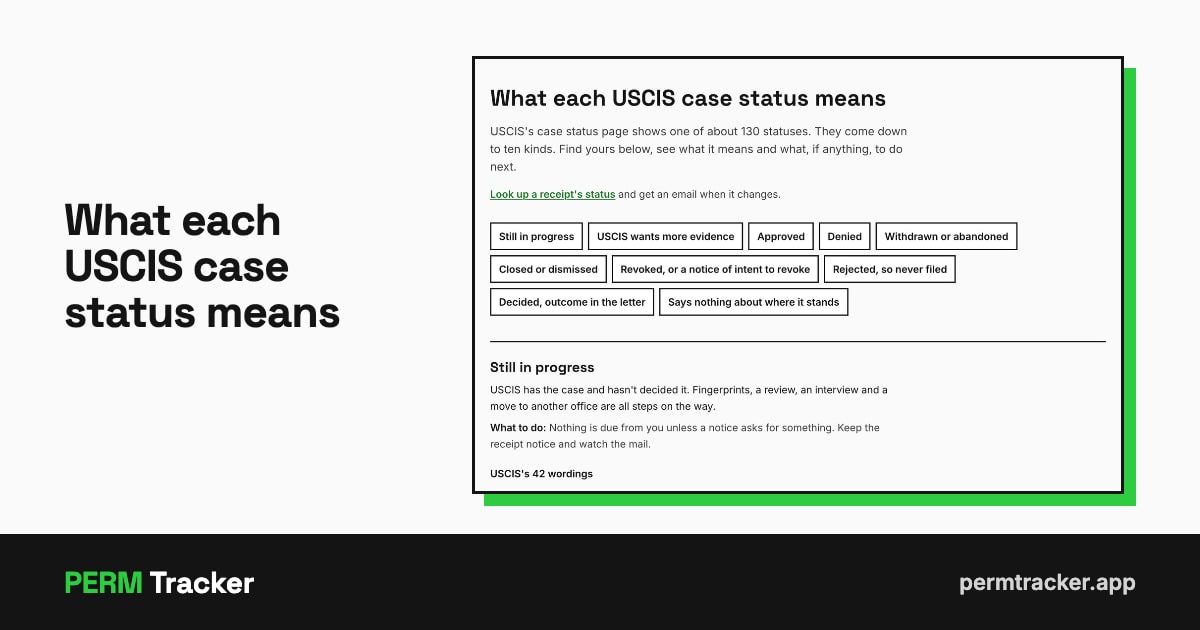 What each
USCIS case
status means
What each USCIS case status means
USCIS's case status page shows one of about 130 statuses. They come down
to ten kinds. Find yours below, see what it means and what, if anything, to do
next.
Look up a receipt's status and get an email when it changes.
Still in progress
USCIS wants more evidence
Approved
Denied
Withdrawn or abandoned
Closed or dismissed
Revoked, or a notice of intent to revoke
Rejected, so never filed
Decided, outcome in the letter
Says nothing about where it stands
Still in progress
USCIS has the case and hasn't decided it. Fingerprints, a review, an interview and a
move to another office are all steps on the way.
What to do: Nothing is due from you unless a notice asks for something. Keep the
receipt notice and watch the mail.
USCIS's 42 wordings
PERM Tracker
permtracker.app